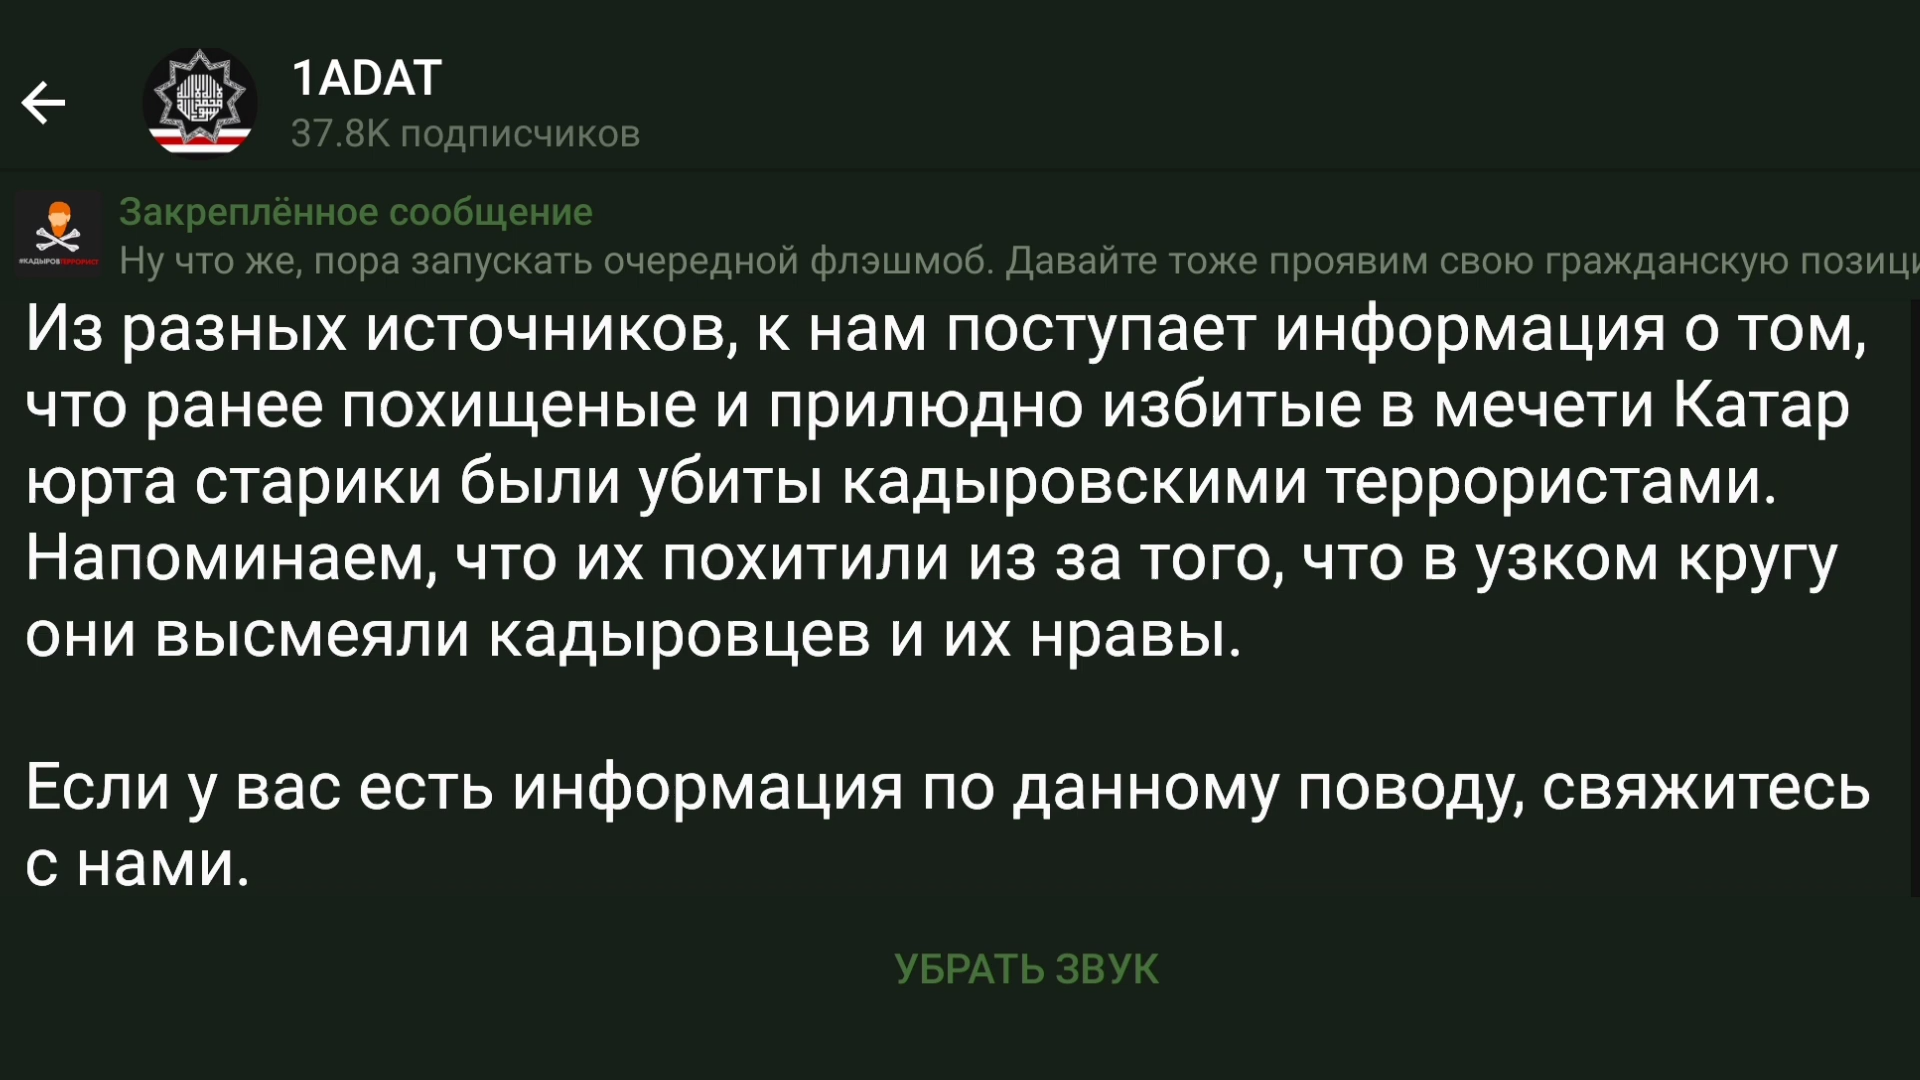 1ADAT
37.8K подписчиков
Закреплённое сообщение
Ну что же, пора запускать очередной флэшмоб. Давайте тоже проявим свою гражданскую позици
#КАДЫРОВТЕРРОРИСТ
Из разных источников, к нам поступает информация о том,
что ранее похищеные и прилюдно избитые в мечети Катар
юрта старики были убиты кадыровскими террористами.
Напоминаем, что их похитили из за того, что в узком кругу
они высмеяли кадыровцев и их нравы.
Если у вас есть информация по данному поводу, свяжитесь
с нами.
УБРАТЬ ЗВУК